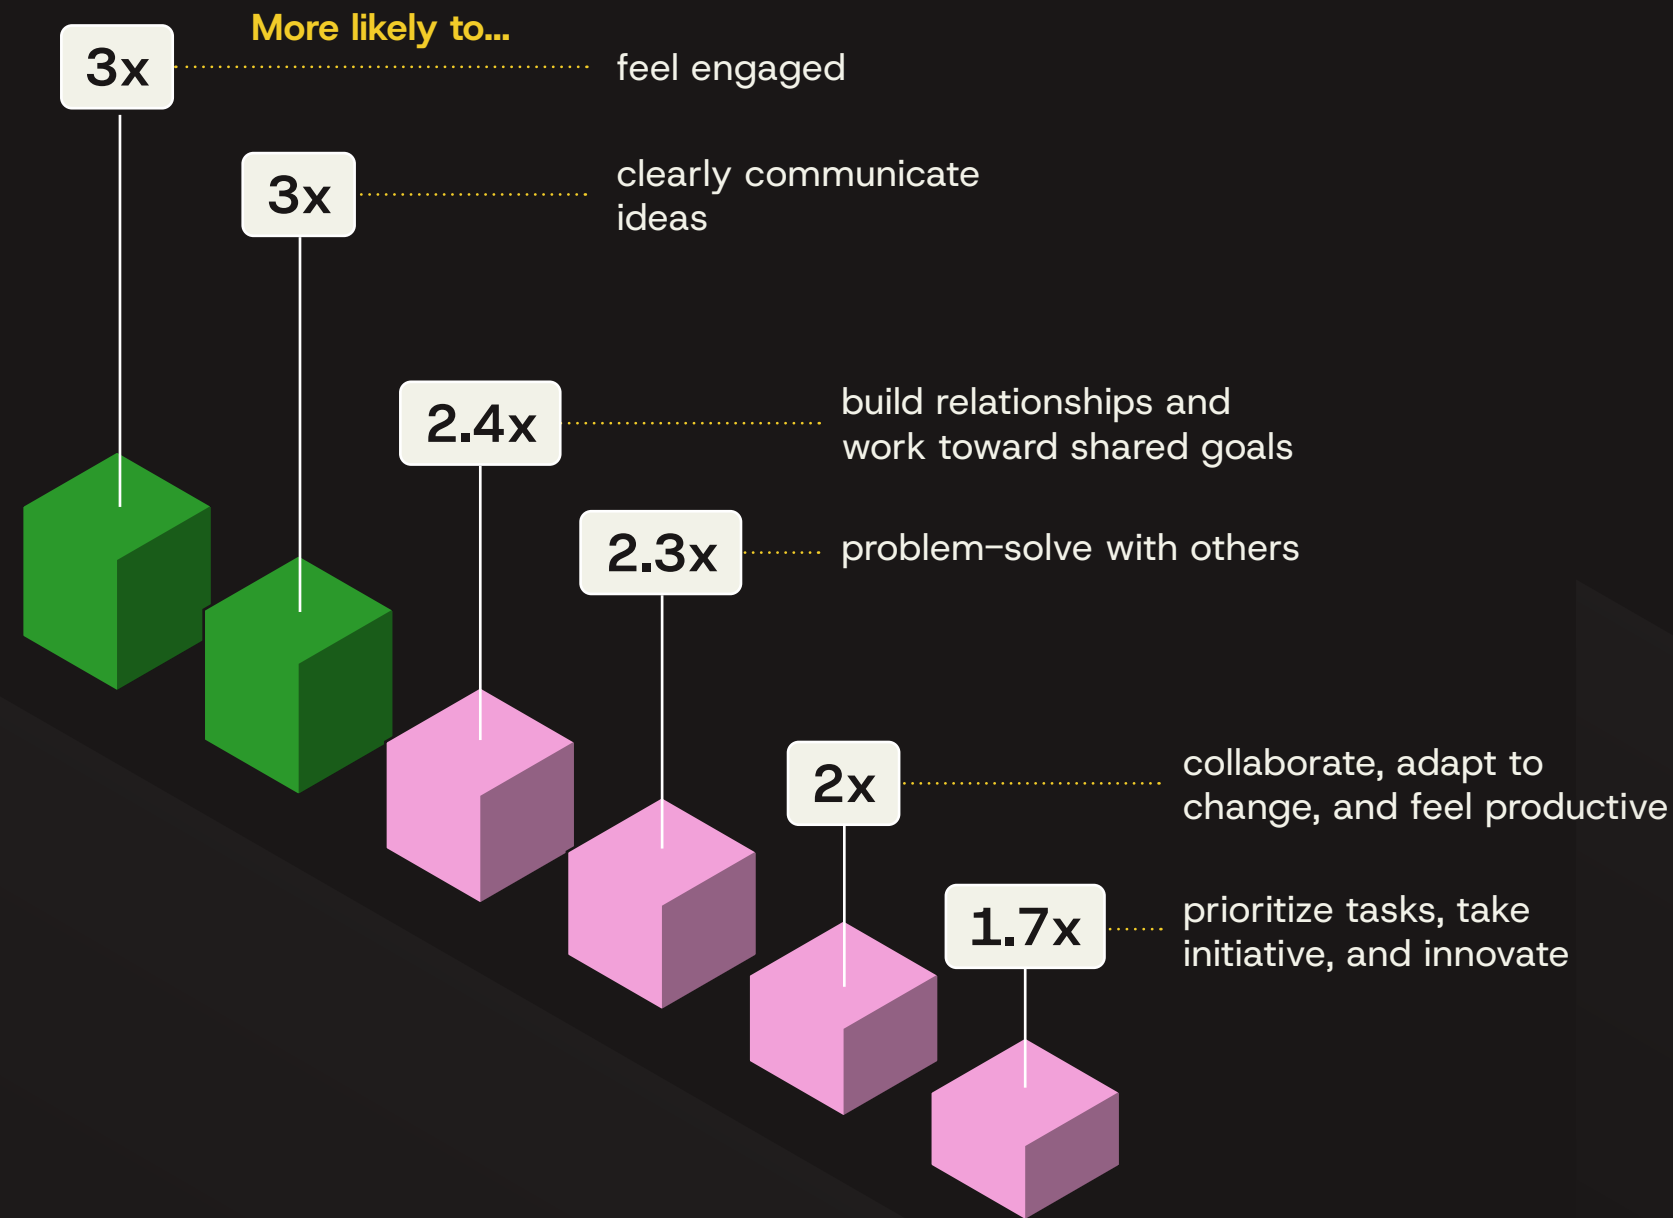 More likely to...
3x
feel engaged
3x
clearly communicate
ideas
2.4x
build relationships and
work toward shared goals
2.3x
problem-solve with others
2x
collaborate, adapt to
change, and feel productive
1.7x
prioritize tasks, take
initiative, and innovate